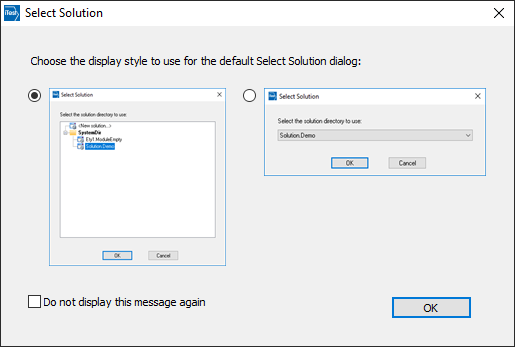 iTest
Select Solution
Choose the display style to use for the default Select Solution dialog:
Select Solution
Select the solution directory to use:
<New solution...>
SystemDir
ElyT.ModuleEmpty
Solution.Demo
OK
Cancel
Select Solution
Select the solution directory to use:
Solution.Demo
OK
Cancel
Do not display this message again
OK